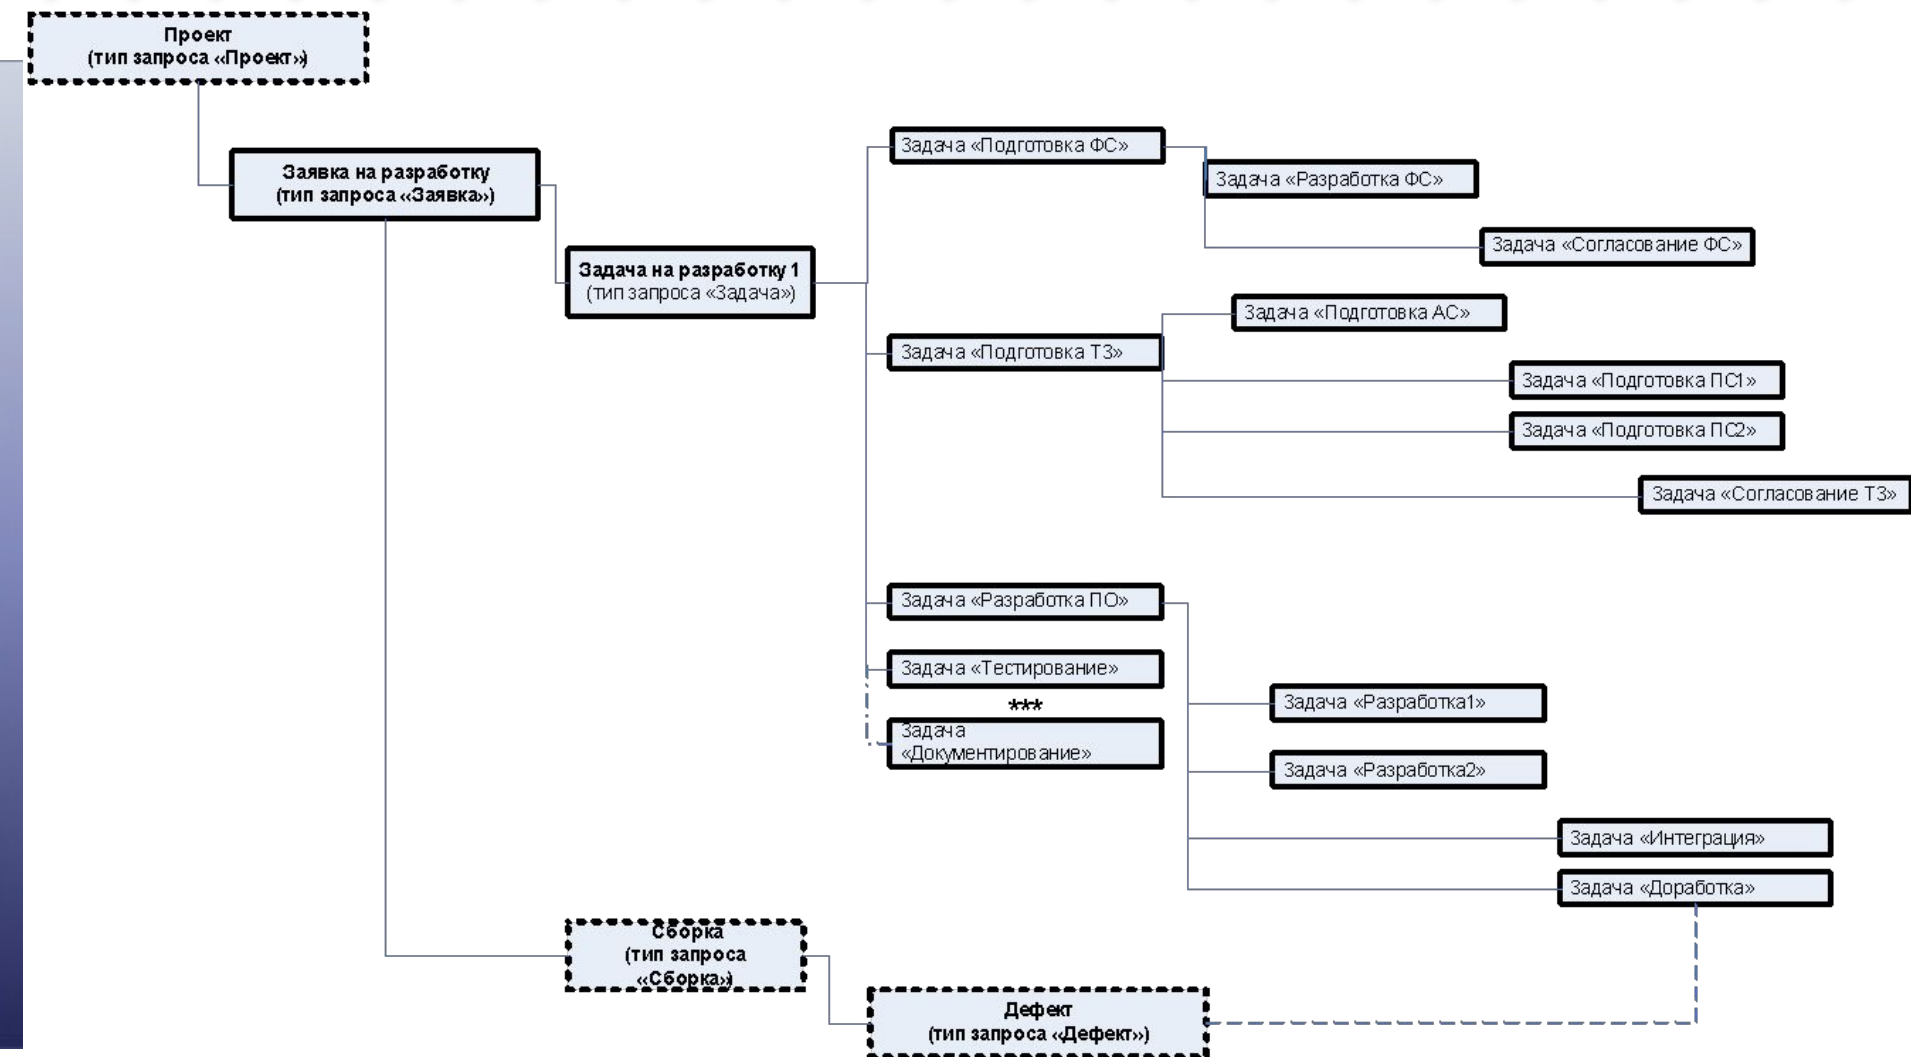 Проект
(тип запроса «Проект»)
Заявка на разработку
(тип запроса «Заявка»)
Задача на разработку 1
(тип запроса «Задача»)
Задача «Подготовка ФС»
Задача «Разработка ФС»
Задача «Согласование ФС»
Задача «Подготовка АС»
Задача «Подготовка ТЗ»
Задача «Подготовка ПС1»
Задача «Подготовка ПС2»
Задача «Согласование ТЗ»
Задача «Разработка ПО»
Задача «Тестирование»
***
Задача
«Документирование»
Задача «Разработка1»
Задача «Разработка2»
Задача «Интеграция»
Задача «Доработка»
Сборка
(тип запроса
«Сборка»)
Дефект
(тип запроса «Дефект»)